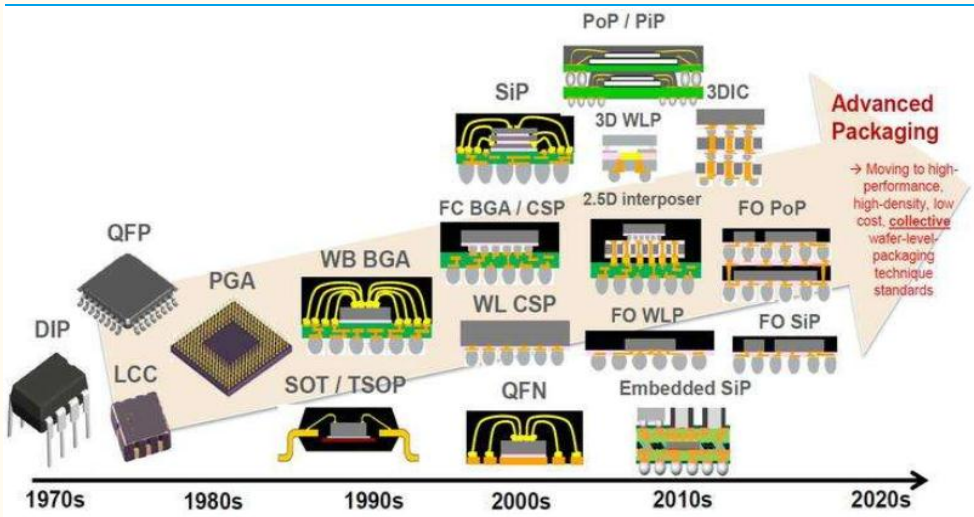 PoP / PiP
SiP
3DIC
3D WLP
Advanced
Packaging
→ Moving to high-
performance,
high-density, low
cost, collective
wafer-level-
packaging
technique
standards
FC BGA / CSP
2.5D interposer
FO PoP
QFP
PGA
WB BGA
DIP
LCC
WL CSP
FO WLP
FO SiP
SOT / TSOP
QFN
Embedded SiP
1970s
1980s
1990s
2000s
2010s
2020s